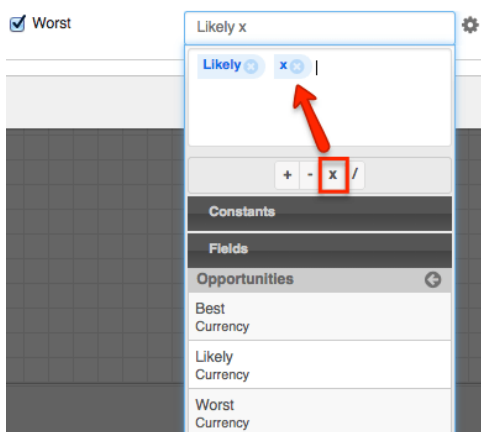 Worst
Likely x
Likely x
+ - x /
Constants
Fields
Opportunities
Best
Currency
Likely
Currency
Worst
Currency